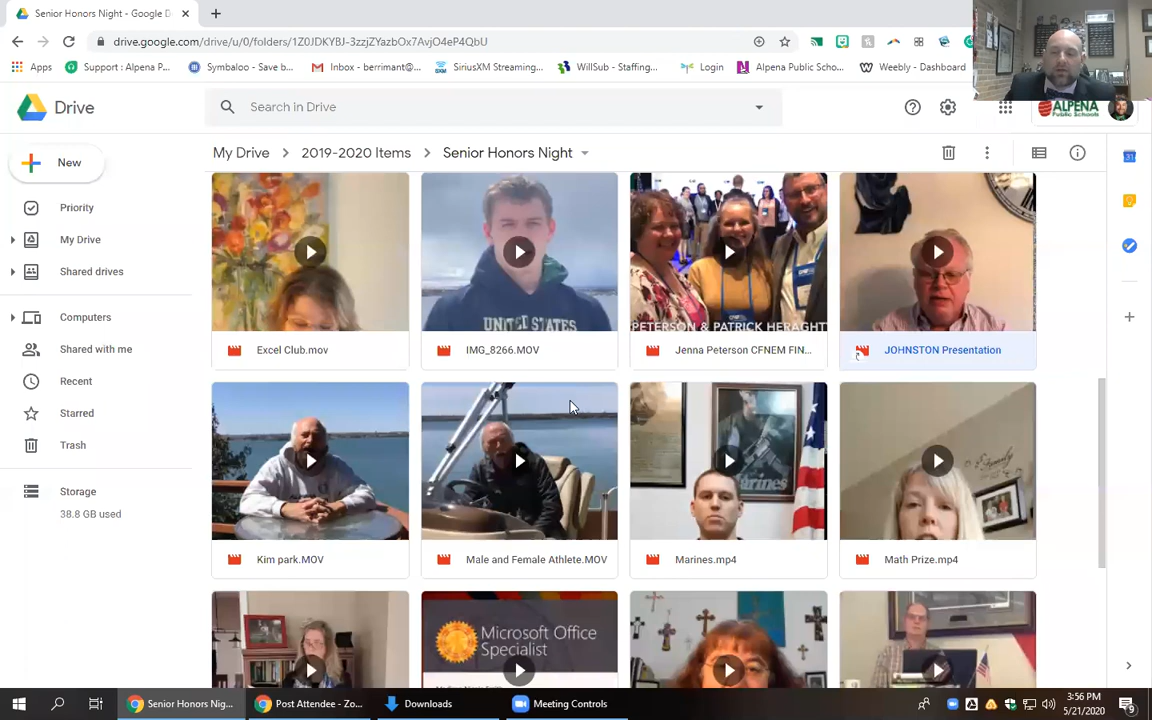 Senior Honors Night - Google D
drive.google.com/drive/u/0/folders/1Z0JDKYBJ-3zzjZYazbOx7AvjO4eP4QbU
Apps
Support : Alpena P...
Symbaloo - Save b...
Inbox - berrimant@...
SiriusXM Streaming...
WillSub - Staffing,...
Login
Alpena Public Scho...
Weebly - Dashboard
Drive
Search in Drive
ALPENA
Public Schools
New
My Drive
2019-2020 Items
Senior Honors Night
Priority
My Drive
Shared drives
Computers
Shared with me
Recent
Starred
Trash
Storage
38.8 GB used
31
UNITED STATES
PETERSON & PATRICK HERAGHT
Excel Club.mov
IMG_8266.MOV
Jenna Peterson CFNEM FIN...
JOHNSTON Presentation
Marines
Kim park.MOV
Male and Female Athlete.MOV
Marines.mp4
Math Prize.mp4
Microsoft Office
Specialist
Senior Honors Nig...
Post Attendee - Zo...
Downloads
Meeting Controls
3:56 PM
5/21/2020
9